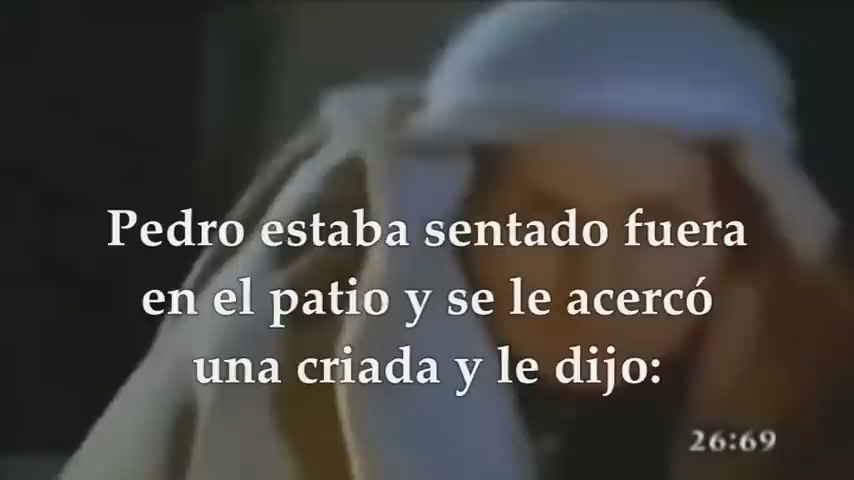 Pedro estaba sentado fuera
en el patio y se le acercó
una criada y le dijo:
26:69